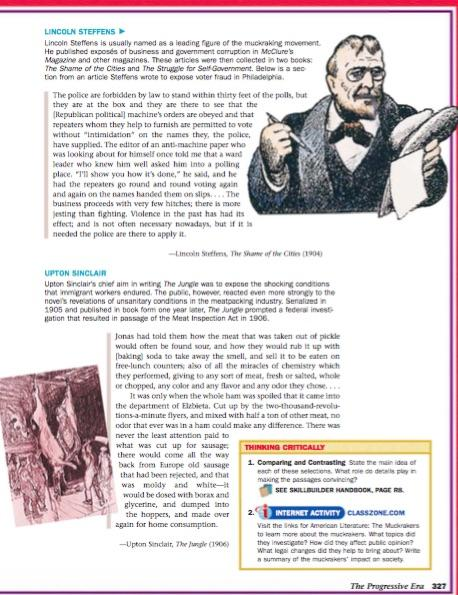 LINCOLN STEFFENS ▶
Lincoln Steffens is usually named as a leading figure of the muckraking movement.
He published exposés of business and government corruption in McClure's
Magazine and other magazines. These articles were then collected in two books:
The Shame of the Cities and The Struggle for Self-Government. Below is a sec-
tion from an article Steffens wrote to expose voter fraud in Philadelphia.
The police are forbidden by law to stand within thirty feet of the polls, but
they are at the box and they are there to see that the
[Republican political] machine's orders are obeyed and that
repeaters whom they help to furnish are permitted to vote
without "intimidation" on the names they, the police,
have supplied. The editor of an anti-machine paper who
was looking about for himself once told me that a ward
leader who knew him well asked him into a polling
place. "I'll show you how it's done," he said, and he
had the repeaters go round and round voting again
and again on the names handed them on slips. . . . The
business proceeds with very few hitches; there is more
jesting than fighting. Violence in the past has had its
effect; and is not often necessary nowadays, but if it is
needed the police are there to apply it.
—Lincoln Steffens, The Shame of the Cities (1904)
UPTON SINCLAIR
Upton Sinclair's chief aim in writing The Jungle was to expose the shocking conditions
that immigrant workers endured. The public, however, reacted even more strongly to the
novel's revelations of unsanitary conditions in the meatpacking industry. Serialized in
1905 and published in book form one year later, The Jungle prompted a federal investi-
gation that resulted in passage of the Meat Inspection Act in 1906.
Jonas had told them how the meat that was taken out of pickle
would often be found sour, and how they would rub it up with
[baking] soda to take away the smell, and sell it to be eaten on
free-lunch counters; also of all the miracles of chemistry which
they performed, giving to any sort of meat, fresh or salted, whole
or chopped, any color and any flavor and any odor they chose. . . .
It was only when the whole ham was spoiled that it came into
the department of Elzbieta. Cut up by the two-thousand-revolu-
tions-a-minute flyers, and mixed with half a ton of other meat, no
odor that ever was in a ham could make any difference. There was
never the least attention paid to
what was cut up for sausage;
there would come all the way
back from Europe old sausage
that had been rejected, and that
was moldy and white—it
would be dosed with borax and
glycerine, and dumped into
the hoppers, and made over
again for home consumption.
—Upton Sinclair, The Jungle (1906)
THINKING CRITICALLY
1. Comparing and Contrasting State the main idea of
each of these selections. What role do details play in
making the passages convincing?
SEE SKILLBUILDER HANDBOOK, PAGE R8.
2. INTERNET ACTIVITY CLASSZONE.COM
Visit the links for American Literature: The Muckrakers
to learn more about the muckrakers. What topics did
they investigate? How did they affect public opinion?
What legal changes did they help to bring about? Write
a summary of the muckrakers' impact on society.
The Progressive Era 327